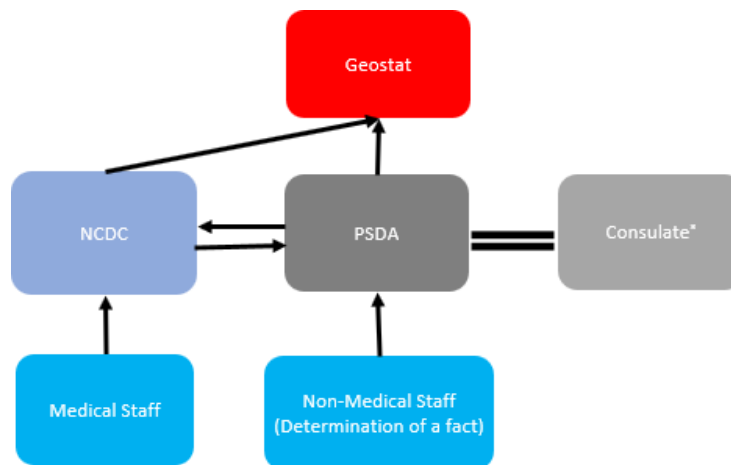 Geostat
NCDC
PSDA
Consulate*
Medical Staff
Non-Medical Staff
(Determination of a fact)